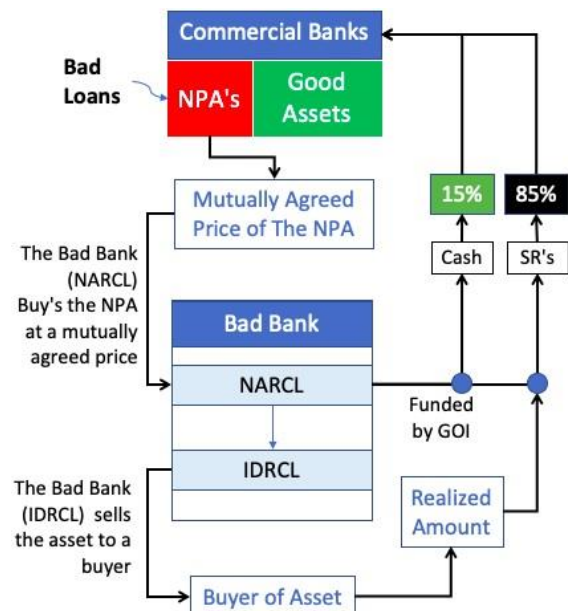 Commercial Banks
Bad
Loans
NPA's
Good
Assets
15%
85%
Mutually Agreed
Price of The NPA
Cash
SR's
The Bad Bank
(NARCL)
Buy's the NPA
at a mutually
agreed price
Bad Bank
NARCL
Funded
by GOI
IDRCL
The Bad Bank
(IDRCL) sells
the asset to a
buyer
Realized
Amount
Buyer of Asset